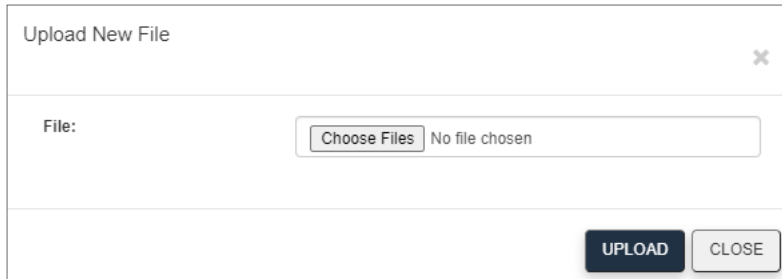 Upload New File
×
File:
Choose Files No file chosen
UPLOAD CLOSE